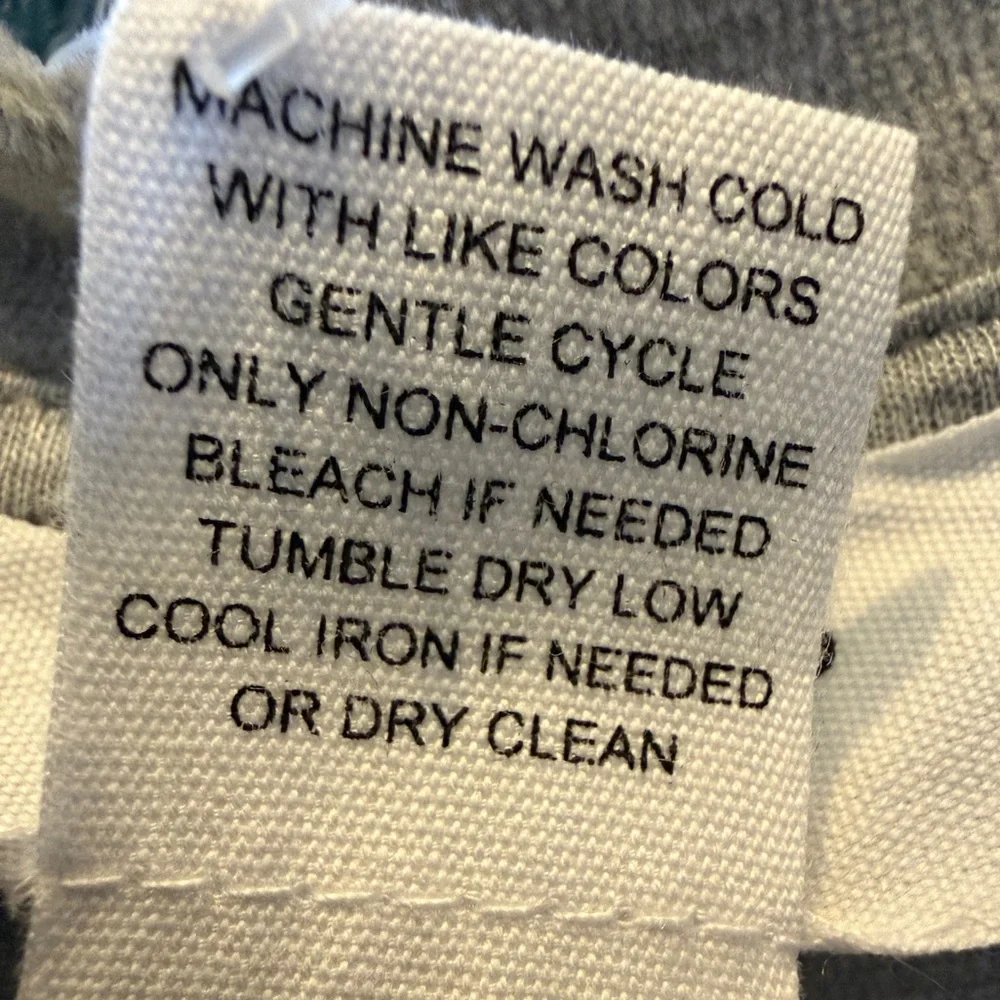 MACHINE WASH COLD
WITH LIKE COLORS
GENTLE CYCLE
ONLY NON-CHLORINE
BLEACH IF NEEDED
TUMBLE DRY LOW
COOL IRON IF NEEDED
OR DRY CLEAN